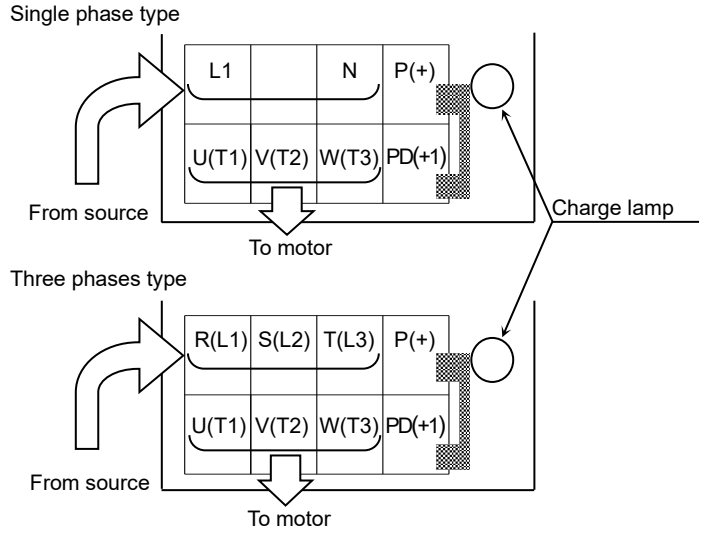 Single phase type
L1 N P(+)
U(T1) V(T2) W(T3) PD(+1)
From source
Charge lamp
To motor
Three phases type
R(L1) S(L2) T(L3) P(+)
U(T1) V(T2) W(T3) PD(+1)
From source
To motor